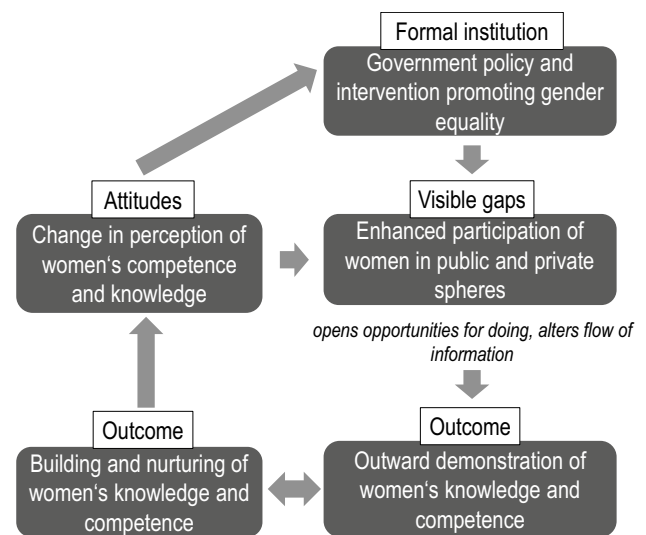 Formal institution
Government policy and
intervention promoting gender
equality
Attitudes
Change in perception of
women‘s competence
and knowledge
Visible gaps
Enhanced participation of
women in public and private
spheres
opens opportunities for doing, alters flow of
information
Outcome
Building and nurturing of
women‘s knowledge and
competence
Outcome
Outward demonstration of
women‘s knowledge and
competence